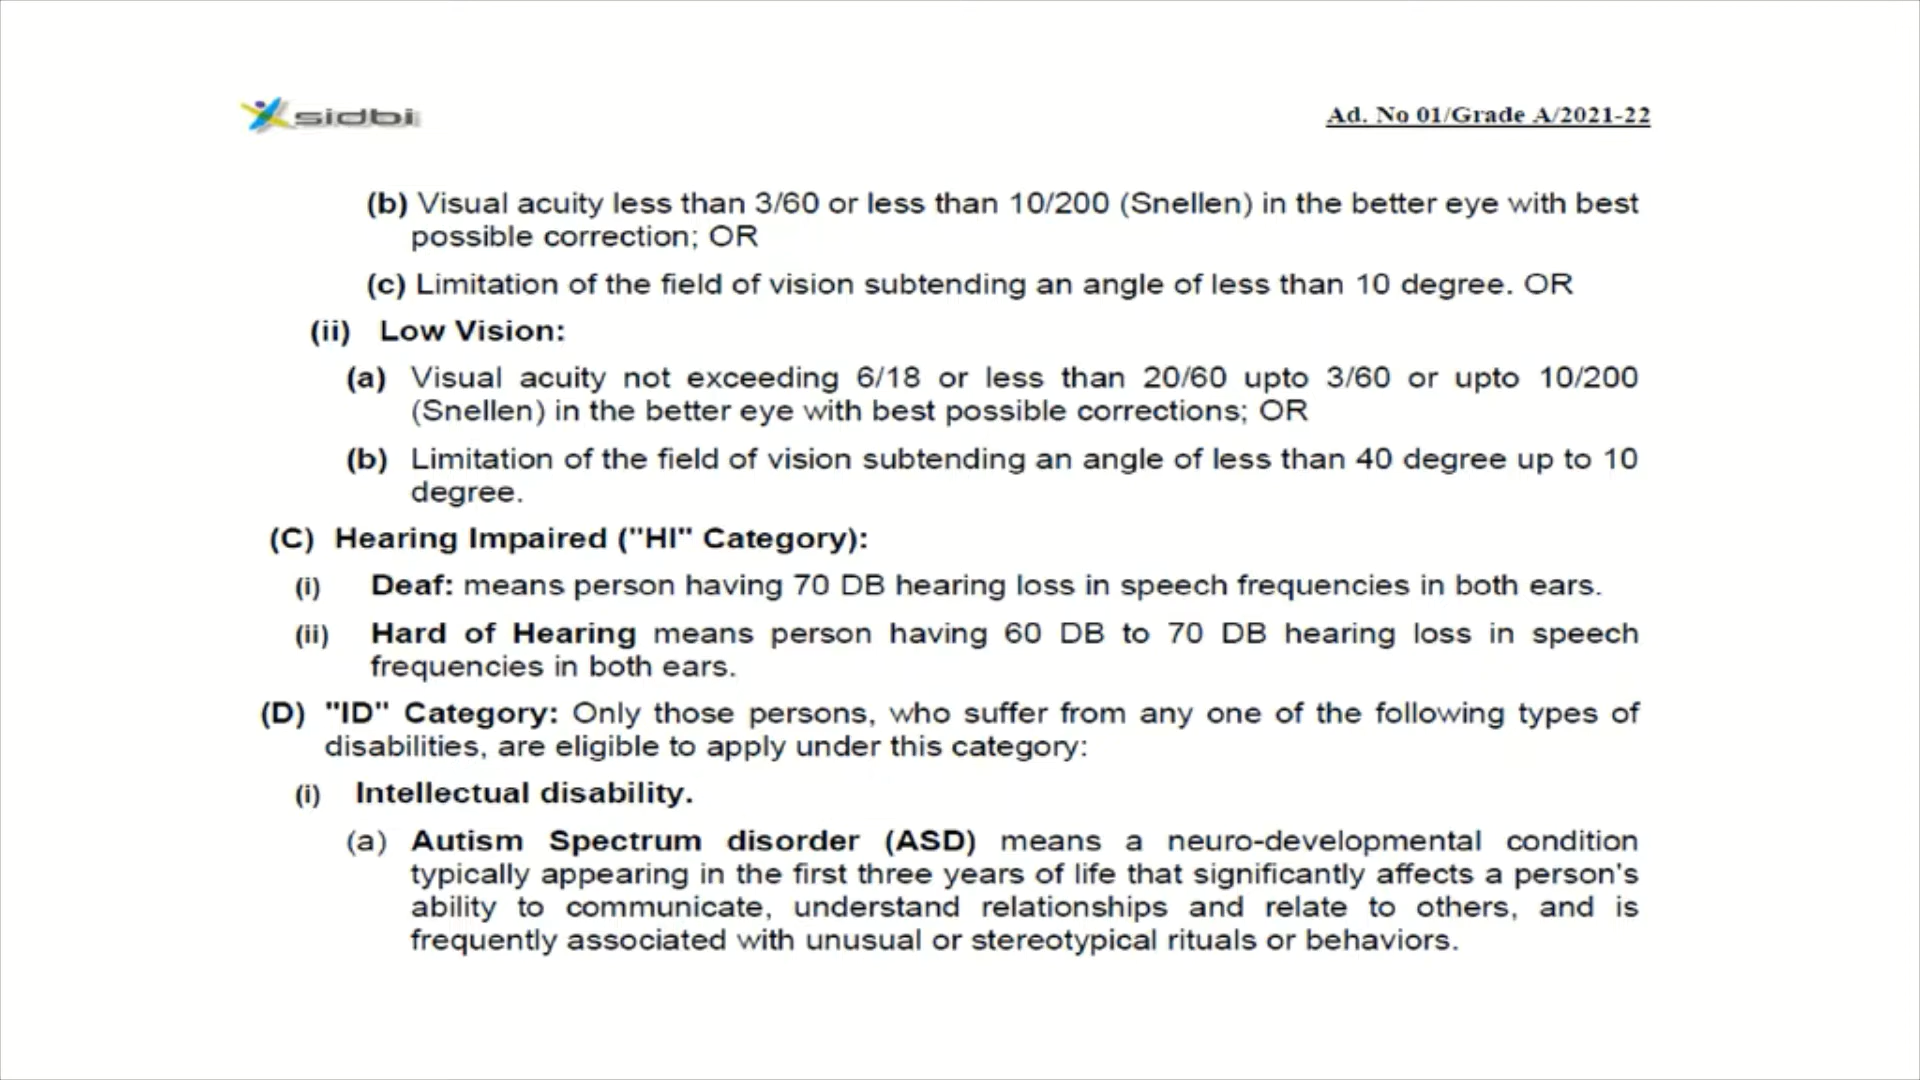 sidbi
Ad. No 01/Grade A/2021-22
(b) Visual acuity less than 3/60 or less than 10/200 (Snellen) in the better eye with best
possible correction; OR
(c) Limitation of the field of vision subtending an angle of less than 10 degree. OR
(ii) Low Vision:
(a) Visual acuity not exceeding 6/18 or less than 20/60 upto 3/60 or upto 10/200
(Snellen) in the better eye with best possible corrections; OR
(b) Limitation of the field of vision subtending an angle of less than 40 degree up to 10
degree.
(C) Hearing Impaired ("HI" Category):
(i) Deaf: means person having 70 DB hearing loss in speech frequencies in both ears.
(ii) Hard of Hearing means person having 60 DB to 70 DB hearing loss in speech
frequencies in both ears.
(D) "ID" Category: Only those persons, who suffer from any one of the following types of
disabilities, are eligible to apply under this category:
(i) Intellectual disability.
(a) Autism Spectrum disorder (ASD) means a neuro-developmental condition
typically appearing in the first three years of life that significantly affects a person's
ability to communicate, understand relationships and relate to others, and is
frequently associated with unusual or stereotypical rituals or behaviors.